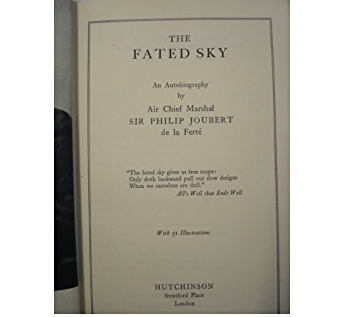 THE
FATED SKY
An Autobiography
by
Air Chief Marshal
SIR PHILIP JOUBERT
de la Ferté
"The fated sky gives us free scope:
Only doth backward pull our slow designs
When we ourselves are dull."
All's Well that Ends Well
With 31 Illustrations
HUTCHINSON
Stratford Place
London